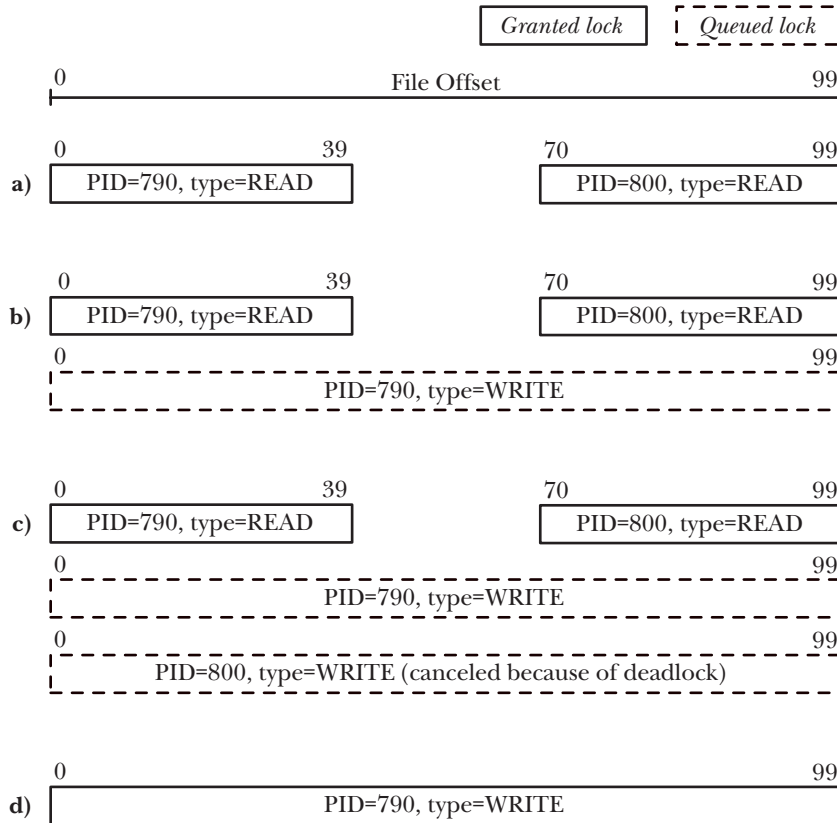 Granted lock Queued lock
0 99
File Offset
0 39 70 99
a) PID=790, type=READ PID=800, type=READ
0 39 70 99
b) PID=790, type=READ PID=800, type=READ
0 99
PID=790, type=WRITE
0 39 70 99
c) PID=790, type=READ PID=800, type=READ
0 99
PID=790, type=WRITE
0 99
PID=800, type=WRITE (canceled because of deadlock)
0 99
d) PID=790, type=WRITE